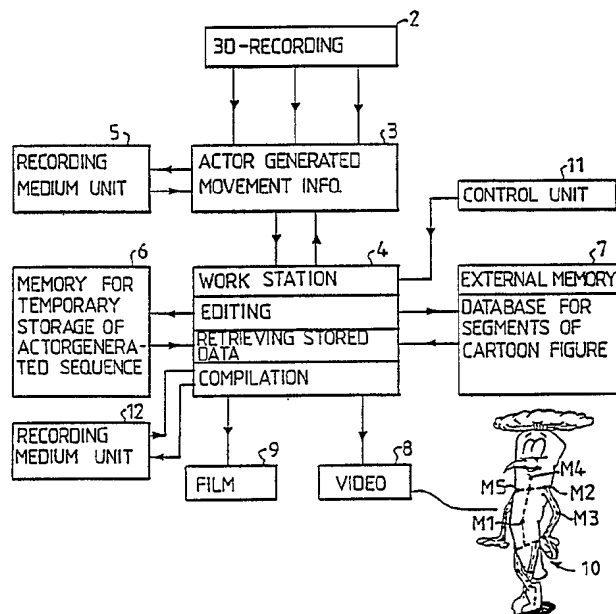 2
3D-RECORDING
5
3
RECORDING
MEDIUM UNIT
ACTOR GENERATED
MOVEMENT INFO.
11
CONTROL UNIT
6
4
7
MEMORY FOR
TEMPORARY
STORAGE OF
ACTORGENERA-
TED SEQUENCE
WORK STATION
EDITING
RETRIEVING STORED
DATA
COMPILATION
EXTERNAL MEMORY
DATABASE FOR
SEGMENTS OF
CARTOON FIGURE
12
RECORDING
MEDIUM UNIT
9
FILM
8
VIDEO
M4
M5
M2
M1
M3
10